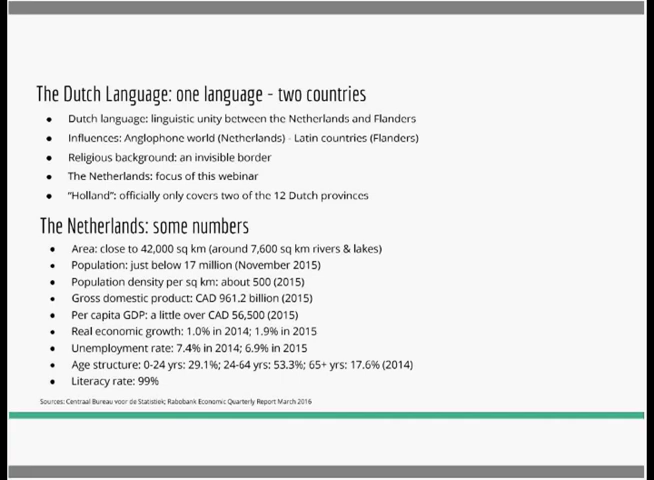 The Dutch Language: one language - two countries
• Dutch language: linguistic unity between the Netherlands and Flanders
• Influences: Anglophone world (Netherlands) - Latin countries (Flanders)
• Religious background: an invisible border
• The Netherlands: focus of this webinar
• “Holland”: officially only covers two of the 12 Dutch provinces
The Netherlands: some numbers
• Area: close to 42,000 sq km (around 7,600 sq km rivers & lakes)
• Population: just below 17 million (November 2015)
• Population density per sq km: about 500 (2015)
• Gross domestic product: CAD 961.2 billion (2015)
• Per capita GDP: a little over CAD 56,500 (2015)
• Real economic growth: 1.0% in 2014; 1.9% in 2015
• Unemployment rate: 7.4% in 2014; 6.9% in 2015
• Age structure: 0-24 yrs: 29.1%; 24-64 yrs: 53.3%; 65+ yrs: 17.6% (2014)
• Literacy rate: 99%
Sources: Centraal Bureau voor de Statistiek; Rabobank Economic Quarterly Report March 2016